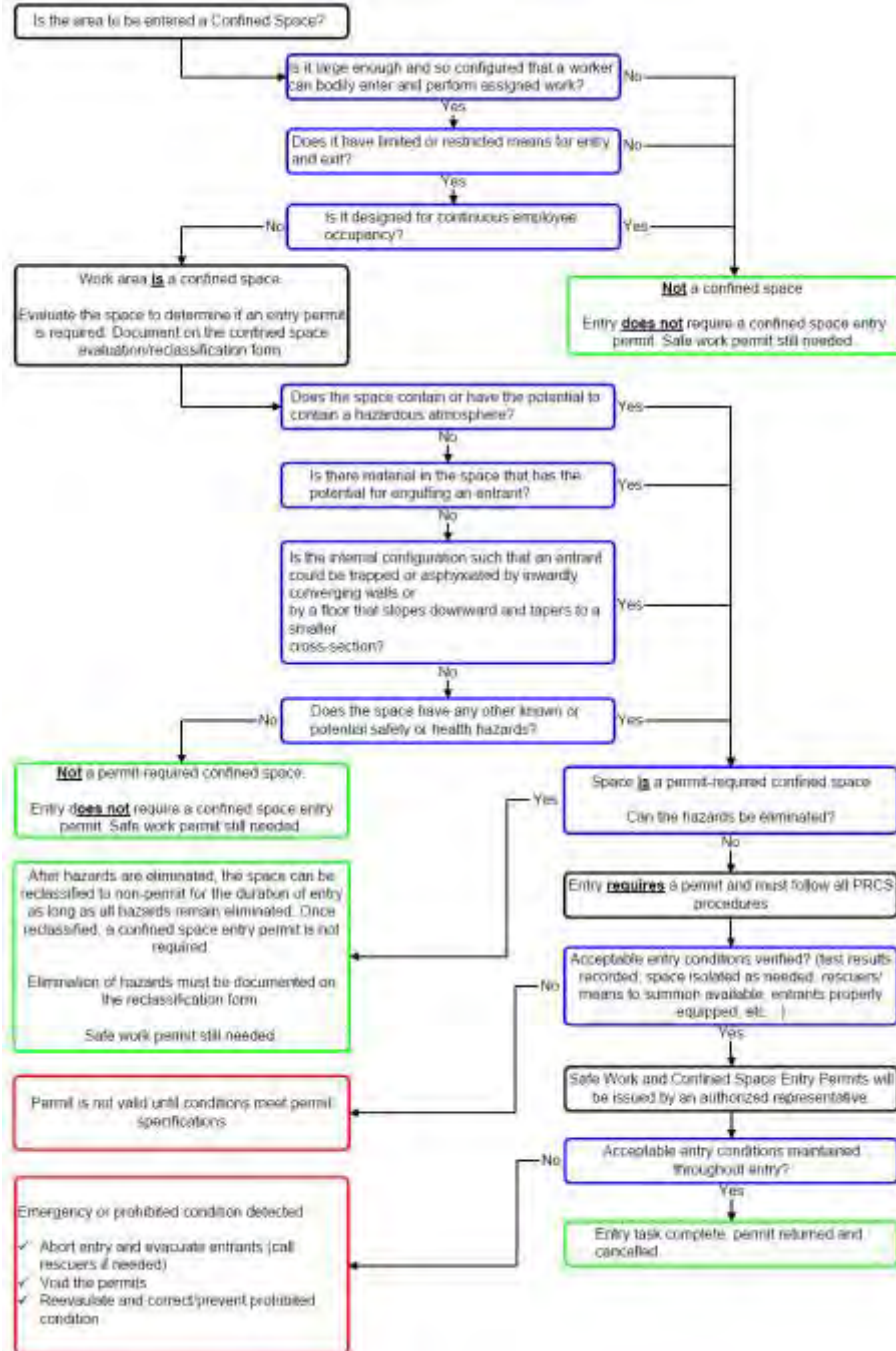 Is the area to be entered a Confined Space?
Is it large enough and so configured that a worker
can bodily enter and perform assigned work?
No
Yes
Does it have limited or restricted means for entry
and exit?
No
Yes
Is it designed for continuous employee
occupancy?
No
Yes
Work area is a confined space.
Evaluate the space to determine if an entry permit
is required. Document on the confined space
evaluation/reclassification form
Not a confined space
Entry does not require a confined space entry
permit. Safe work permit still needed.
Does the space contain or have the potential to
contain a hazardous atmosphere?
Yes
No
Is there material in the space that has the
potential for engulfing an entrant?
Yes
No
Is the internal configuration such that an entrant
could be trapped or asphyxiated by inwardly
converging walls or
by a floor that slopes downward and tapers to a
smaller
cross-section?
Yes
No
Does the space have any other known or
potential safety or health hazards?
No
Yes
Not a permit-required confined space.
Entry does not require a confined space entry
permit. Safe work permit still needed
Space is a permit-required confined space
Can the hazards be eliminated?
Yes
No
After hazards are eliminated, the space can be
reclassified to non-permit for the duration of entry
as long as all hazards remain eliminated. Once
reclassified, a confined space entry permit is not
required
Elimination of hazards must be documented on
the reclassification form
Safe work permit still needed
Entry requires a permit and must follow all PRCS
procedures
Acceptable entry conditions verified? (test results
recorded, space isolated as needed, rescuers/
means to summon available, entrants properly
equipped, etc. )
No
Yes
Permit is not valid until conditions meet permit
specifications
Safe Work and Confined Space Entry Permits will
be issued by an authorized representative
Acceptable entry conditions maintained
throughout entry?
No
Yes
Emergency or prohibited condition detected
✓ Abort entry and evacuate entrants (call
rescuers if needed)
✓ Void the permits
✓ Reevaulate and correct/prevent prohibited
condition
Entry task complete, permit returned and
cancelled.